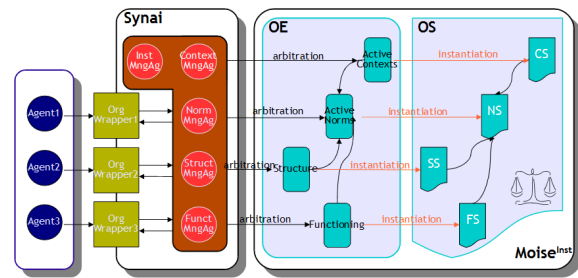 Synai
OE
OS
Inst
MngAg
Context
MngAg
arbitration
Active
Contexts
instantiation
CS
Agent1
Org
Wrapper1
Norm
MngAg
arbitration
Active
Norms
instantiation
NS
Agent2
Org
Wrapper2
Struct
MngAg
arbitration
Structure
instantiation
SS
Agent3
Org
Wrapper3
Funct
MngAg
arbitration
Functioning
instantiation
FS
MoiseInst